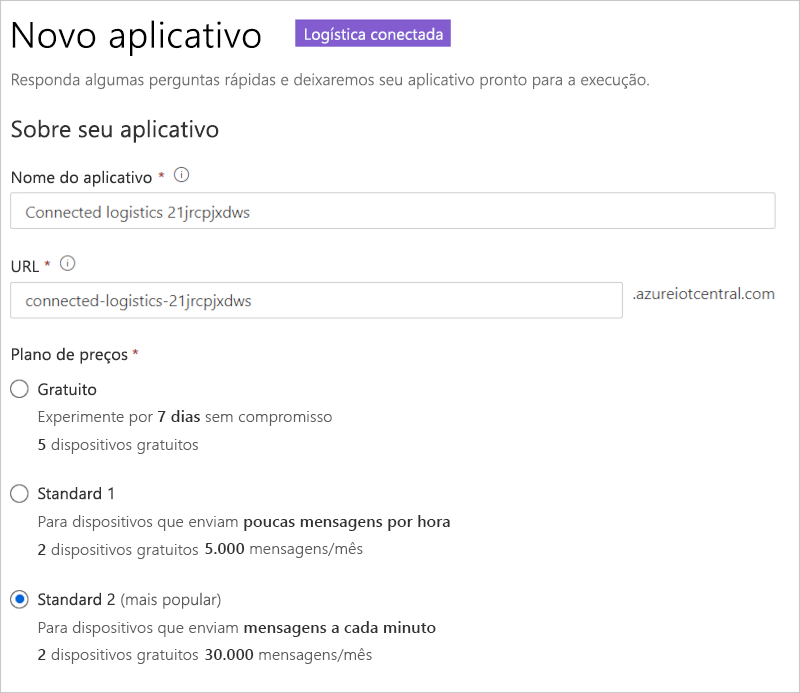 Novo aplicativo
Logística conectada
Responda algumas perguntas rápidas e deixaremos seu aplicativo pronto para a execução.
Sobre seu aplicativo
Nome do aplicativo *
Connected logistics 21jrcpjxdws
URL *
connected-logistics-21jrcpjxdws
.azureiotcentral.com
Plano de preços *
Gratuito
Experimente por 7 dias sem compromisso
5 dispositivos gratuitos
Standard 1
Para dispositivos que enviam poucas mensagens por hora
2 dispositivos gratuitos 5.000 mensagens/mês
Standard 2 (mais popular)
Para dispositivos que enviam mensagens a cada minuto
2 dispositivos gratuitos 30.000 mensagens/mês